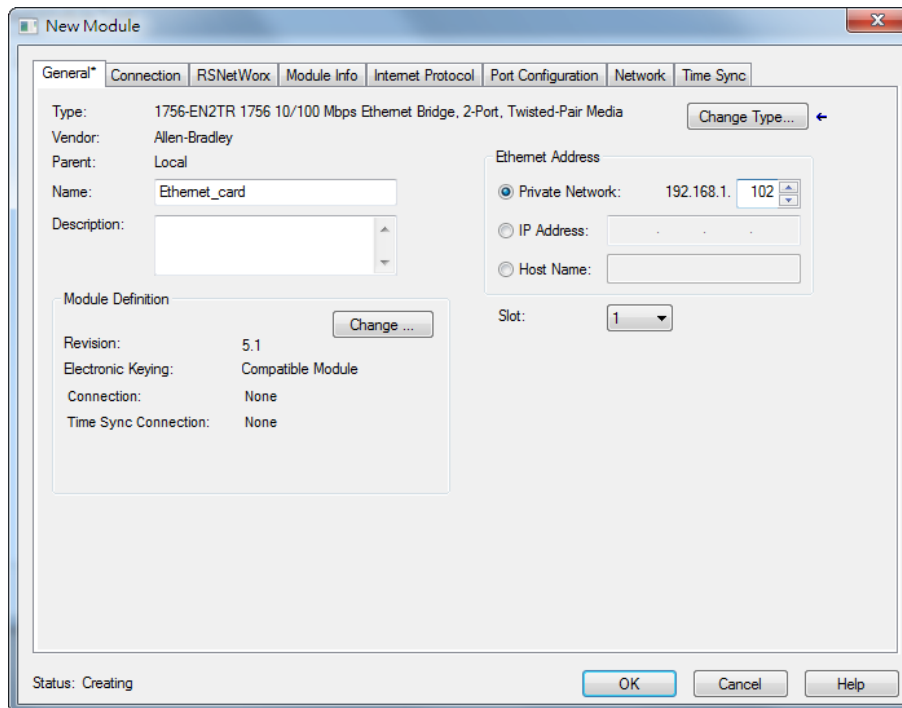 New Module
General* Connection RSNetWorx Module Info Internet Protocol Port Configuration Network Time Sync
Type: 1756-EN2TR 1756 10/100 Mbps Ethernet Bridge, 2-Port, Twisted-Pair Media Change Type...
Vendor: Allen-Bradley
Parent: Local
Name: Ethernet_card
Description:
Ethernet Address
Private Network: 192.168.1. 102
IP Address: . . .
Host Name:
Slot: 1
Module Definition
Change ...
Revision: 5.1
Electronic Keying: Compatible Module
Connection: None
Time Sync Connection: None
Status: Creating OK Cancel Help